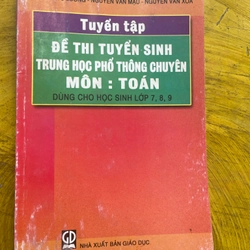 NGUYỄN VĂN MẬU - NGUYỄN VĂN XOA
Tuyển tập
ĐỀ THI TUYỂN SINH
TRUNG HỌC PHỔ THÔNG CHUYÊN
MÔN : TOÁN
DÙNG CHO HỌC SINH LỚP 7, 8, 9
NHÀ XUẤT BẢN GIÁO DỤC